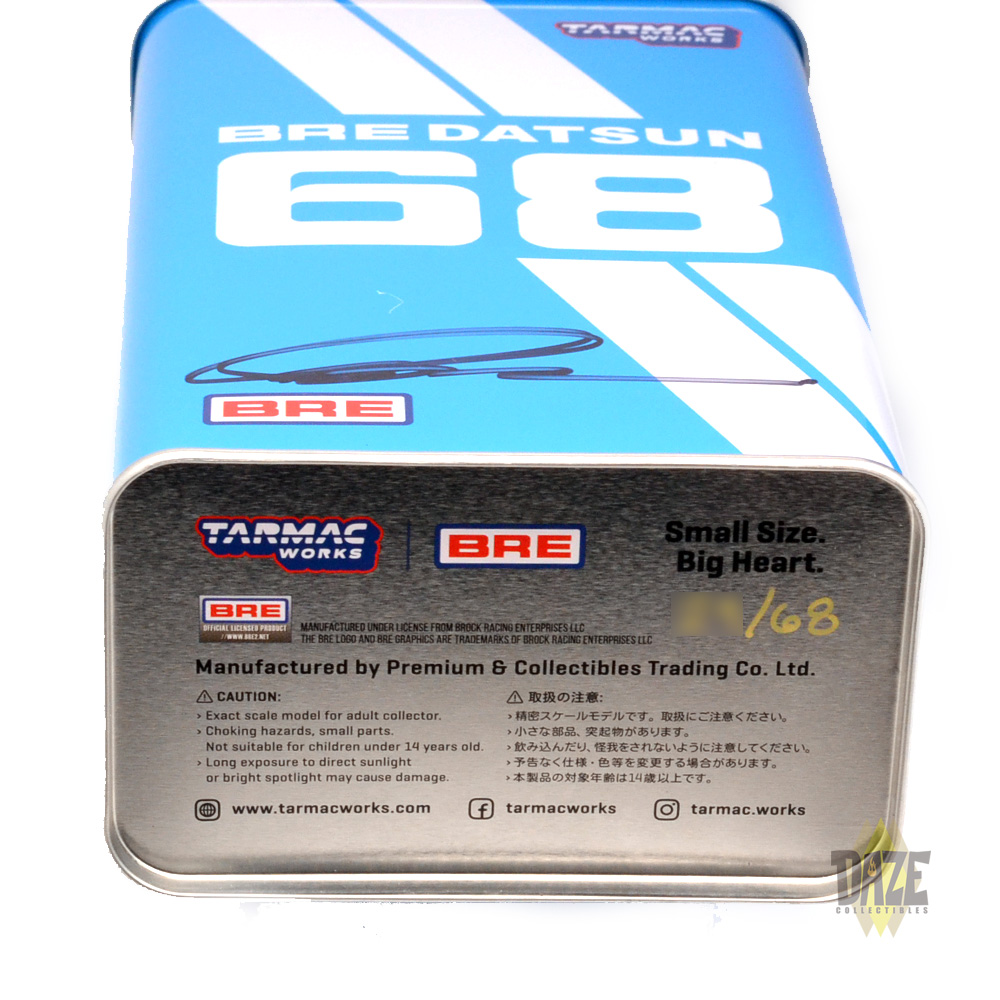 TARMAC
WORKS
BRE DATSUN
68
BRE
TARMAC
WORKS
BRE
Small Size.
Big Heart.
/68
BRE
OFFICIAL LICENSED PRODUCT
//WWW.BRE2.NET
MANUFACTURED UNDER LICENSE FROM BROCK RACING ENTERPRISES LLC
THE BRE LOGO AND BRE GRAPHICS ARE TRADEMARKS OF BROCK RACING ENTERPRISES LLC
Manufactured by Premium & Collectibles Trading Co. Ltd.
CAUTION:
› Exact scale model for adult collector.
› Choking hazards, small parts.
Not suitable for children under 14 years old.
› Long exposure to direct sunlight
or bright spotlight may cause damage.
取扱の注意:
›精密スケールモデルです。取扱にご注意ください。
›小さな部品、突起物があります。
›飲み込んだり、怪我をされないように注意してください。
›予告なく仕様・色等を変更する場合があります。
›本製品の対象年齢は14歳以上です。
www.tarmacworks.com
tarmacworks
tarmac.works
DAZE
COLLECTIBLES